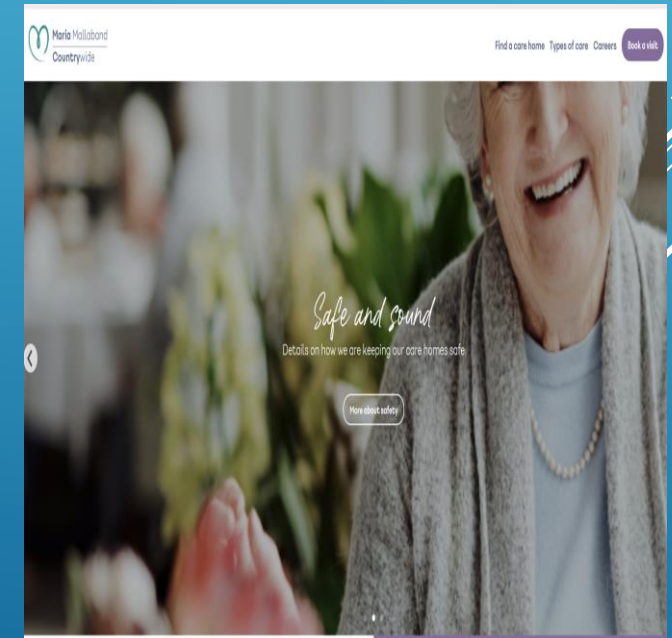 Maria Mallabond
Countrywide
Find a care home Types of care Careers Book a visit
Safe and sound
Details on how we are keeping our care homes safe
More about safety